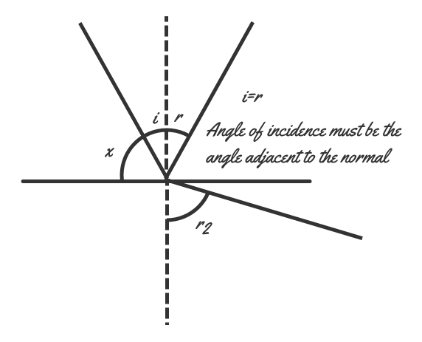 i=r
i r
Angle of incidence must be the
x
angle adjacent to the normal
r2